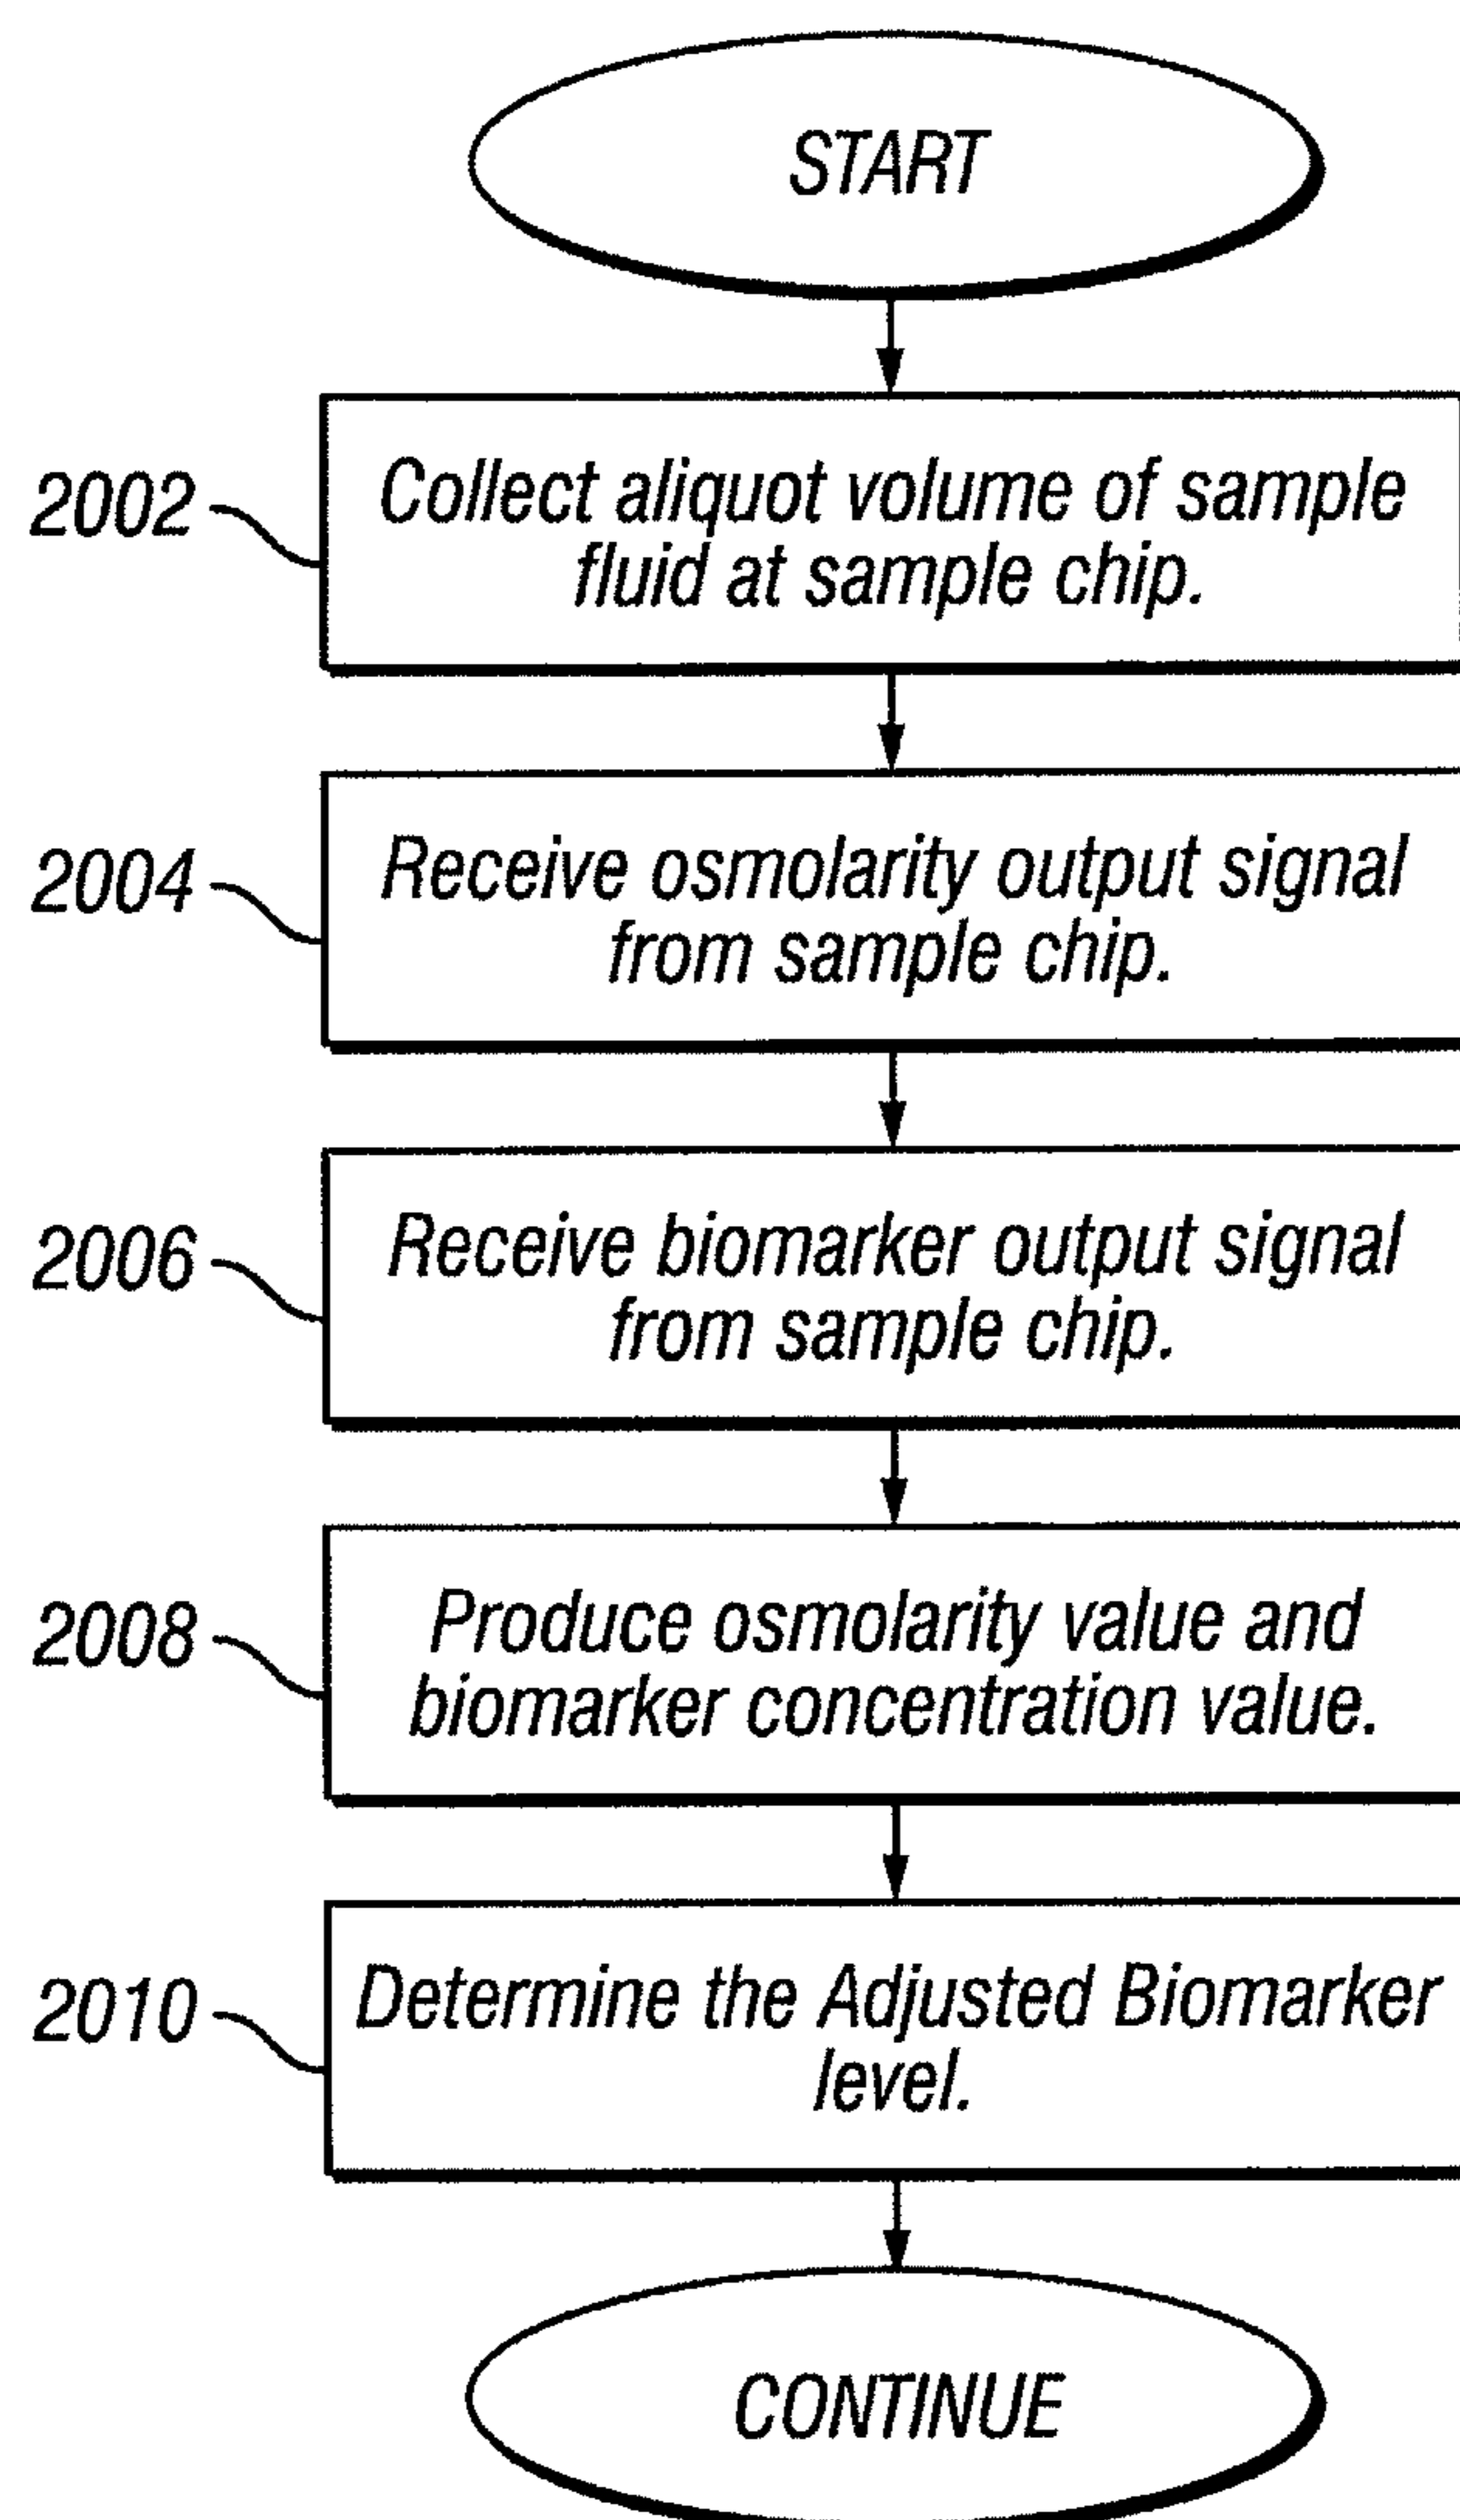 START
2002
Collect aliquot volume of sample
fluid at sample chip.
2004
Receive osmolarity output signal
from sample chip.
2006
Receive biomarker output signal
from sample chip.
2008
Produce osmolarity value and
biomarker concentration value.
2010
Determine the Adjusted Biomarker
level.
CONTINUE